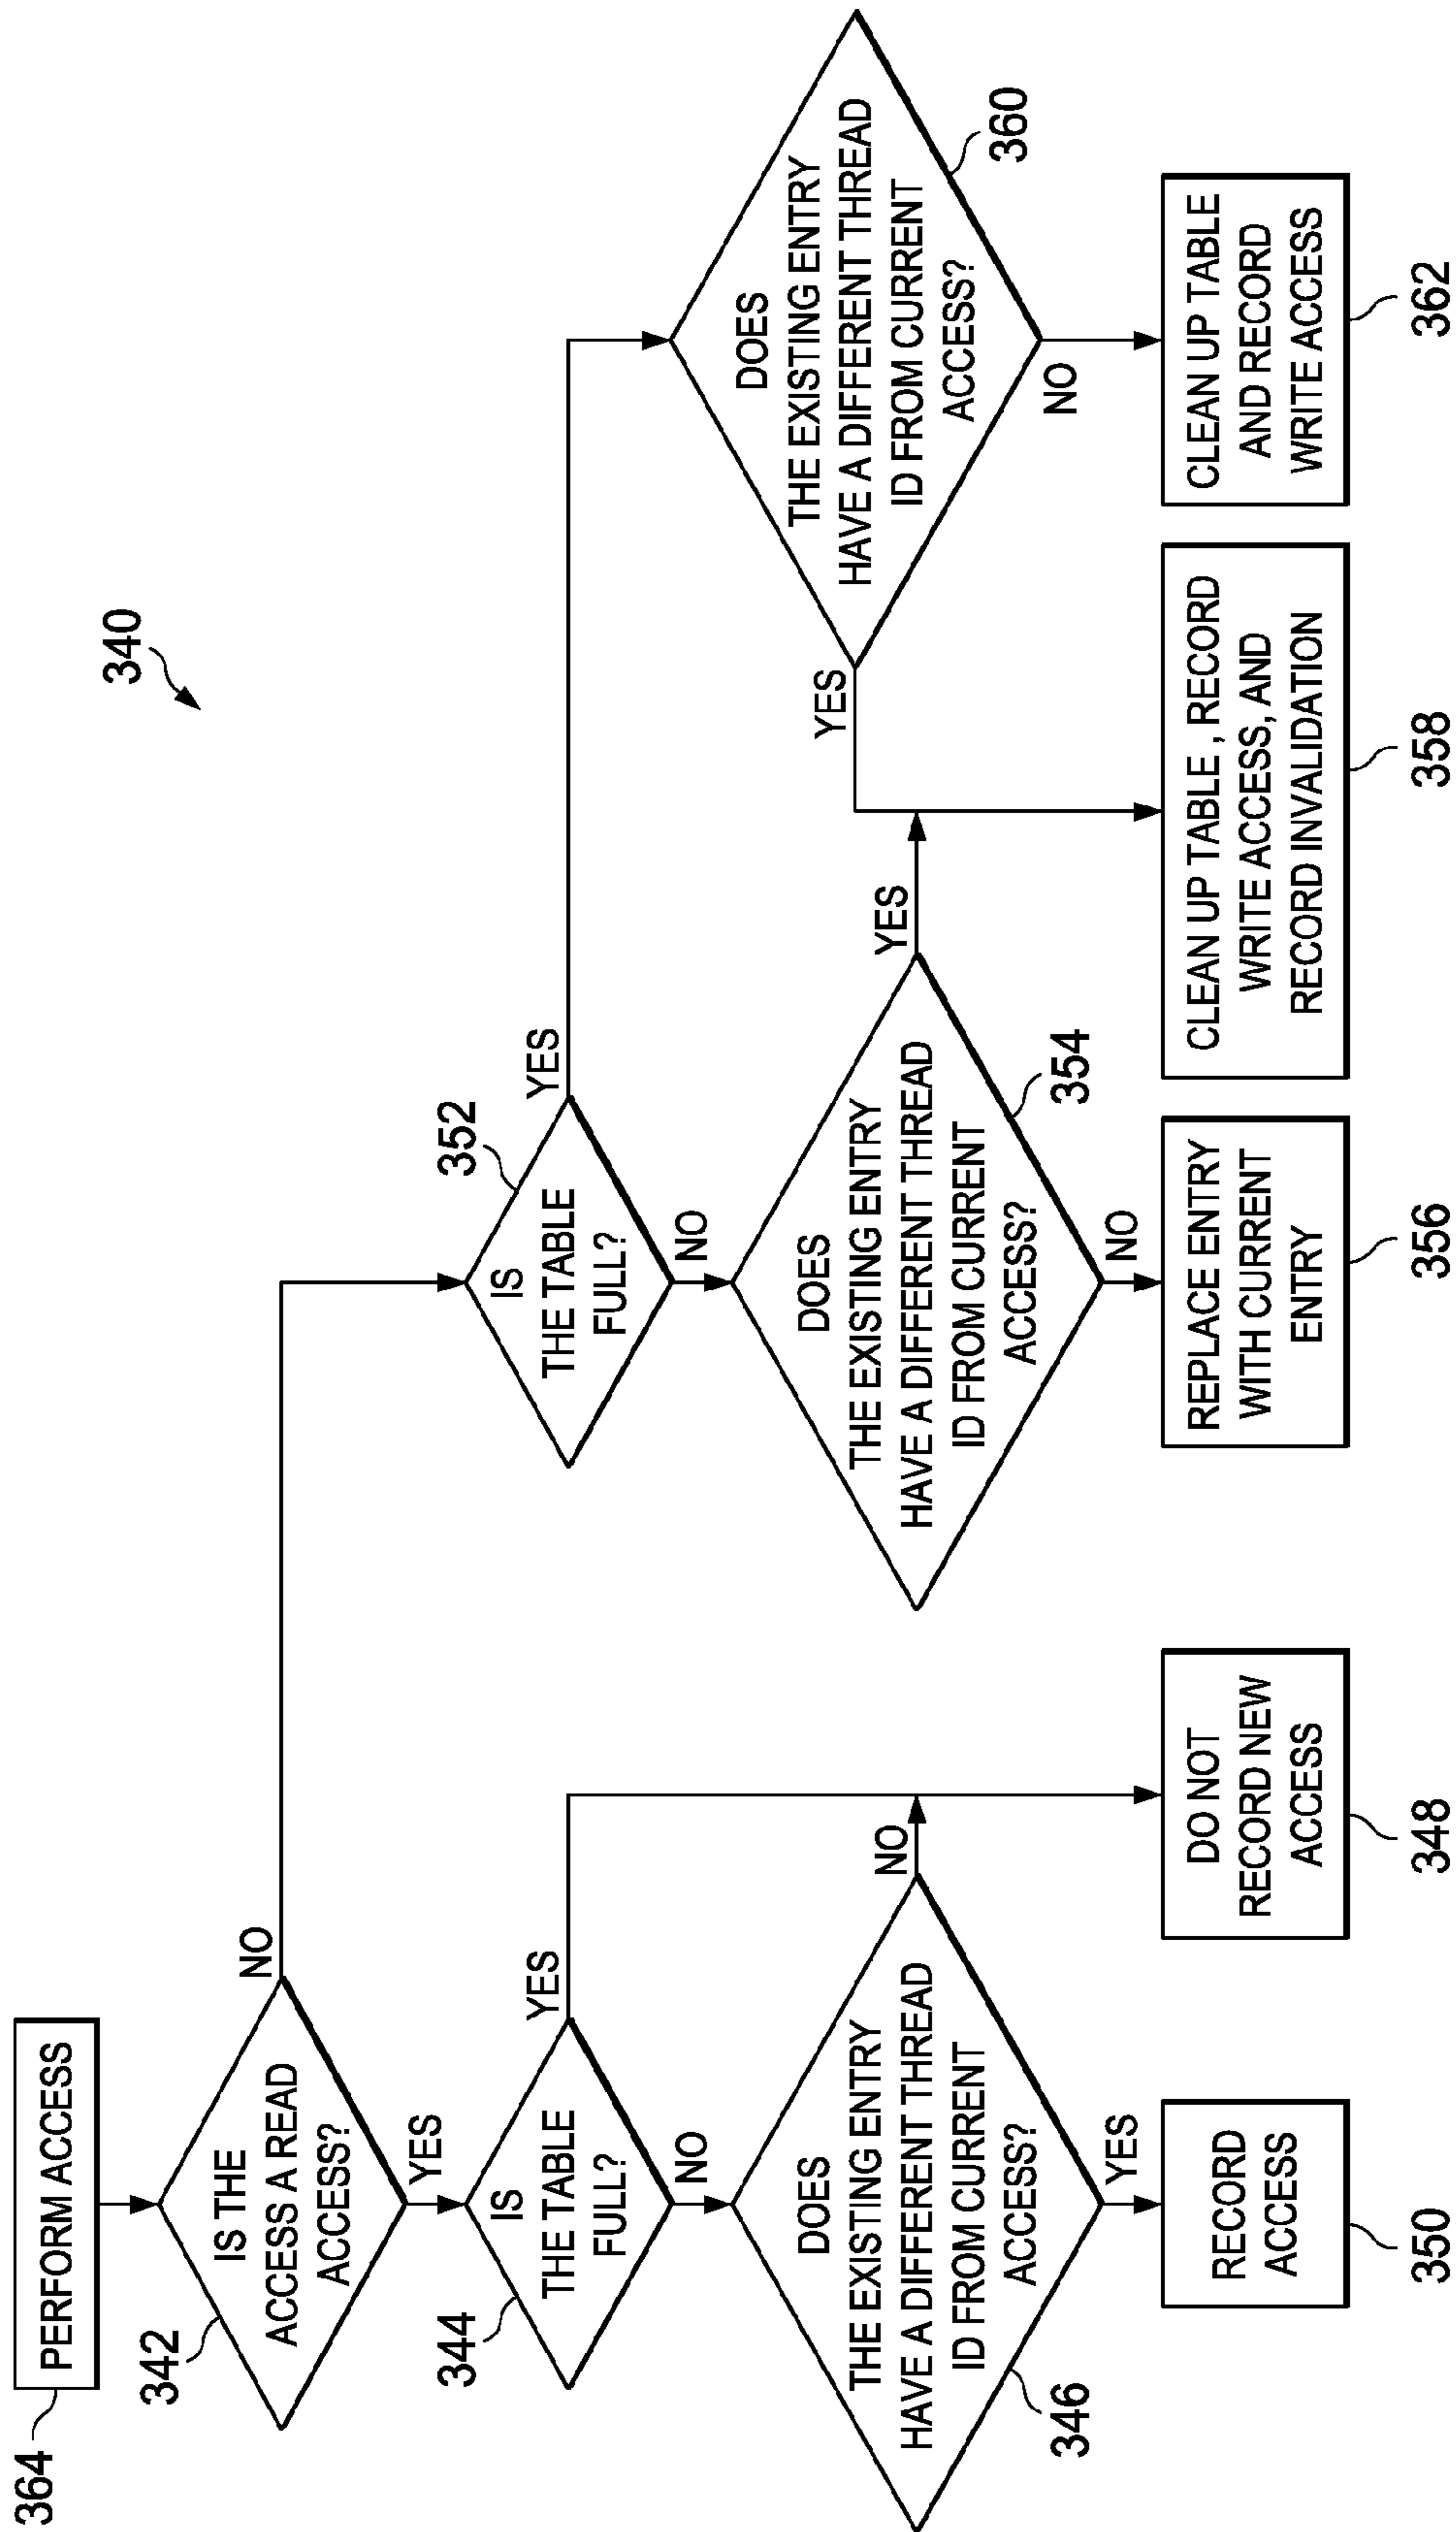 340
364
PERFORM ACCESS
342
IS THE
ACCESS A READ
ACCESS?
NO
YES
344
IS
THE TABLE
FULL?
YES
NO
346
DOES
THE EXISTING ENTRY
HAVE A DIFFERENT THREAD
ID FROM CURRENT
ACCESS?
NO
YES
RECORD
ACCESS
350
DO NOT
RECORD NEW
ACCESS
348
352
IS
THE TABLE
FULL?
YES
NO
DOES
THE EXISTING ENTRY
HAVE A DIFFERENT THREAD
ID FROM CURRENT
ACCESS?
354
YES
NO
REPLACE ENTRY
WITH CURRENT
ENTRY
356
DOES
THE EXISTING ENTRY
HAVE A DIFFERENT THREAD
ID FROM CURRENT
ACCESS?
360
YES
NO
CLEAN UP TABLE , RECORD
WRITE ACCESS, AND
RECORD INVALIDATION
358
CLEAN UP TABLE
AND RECORD
WRITE ACCESS
362